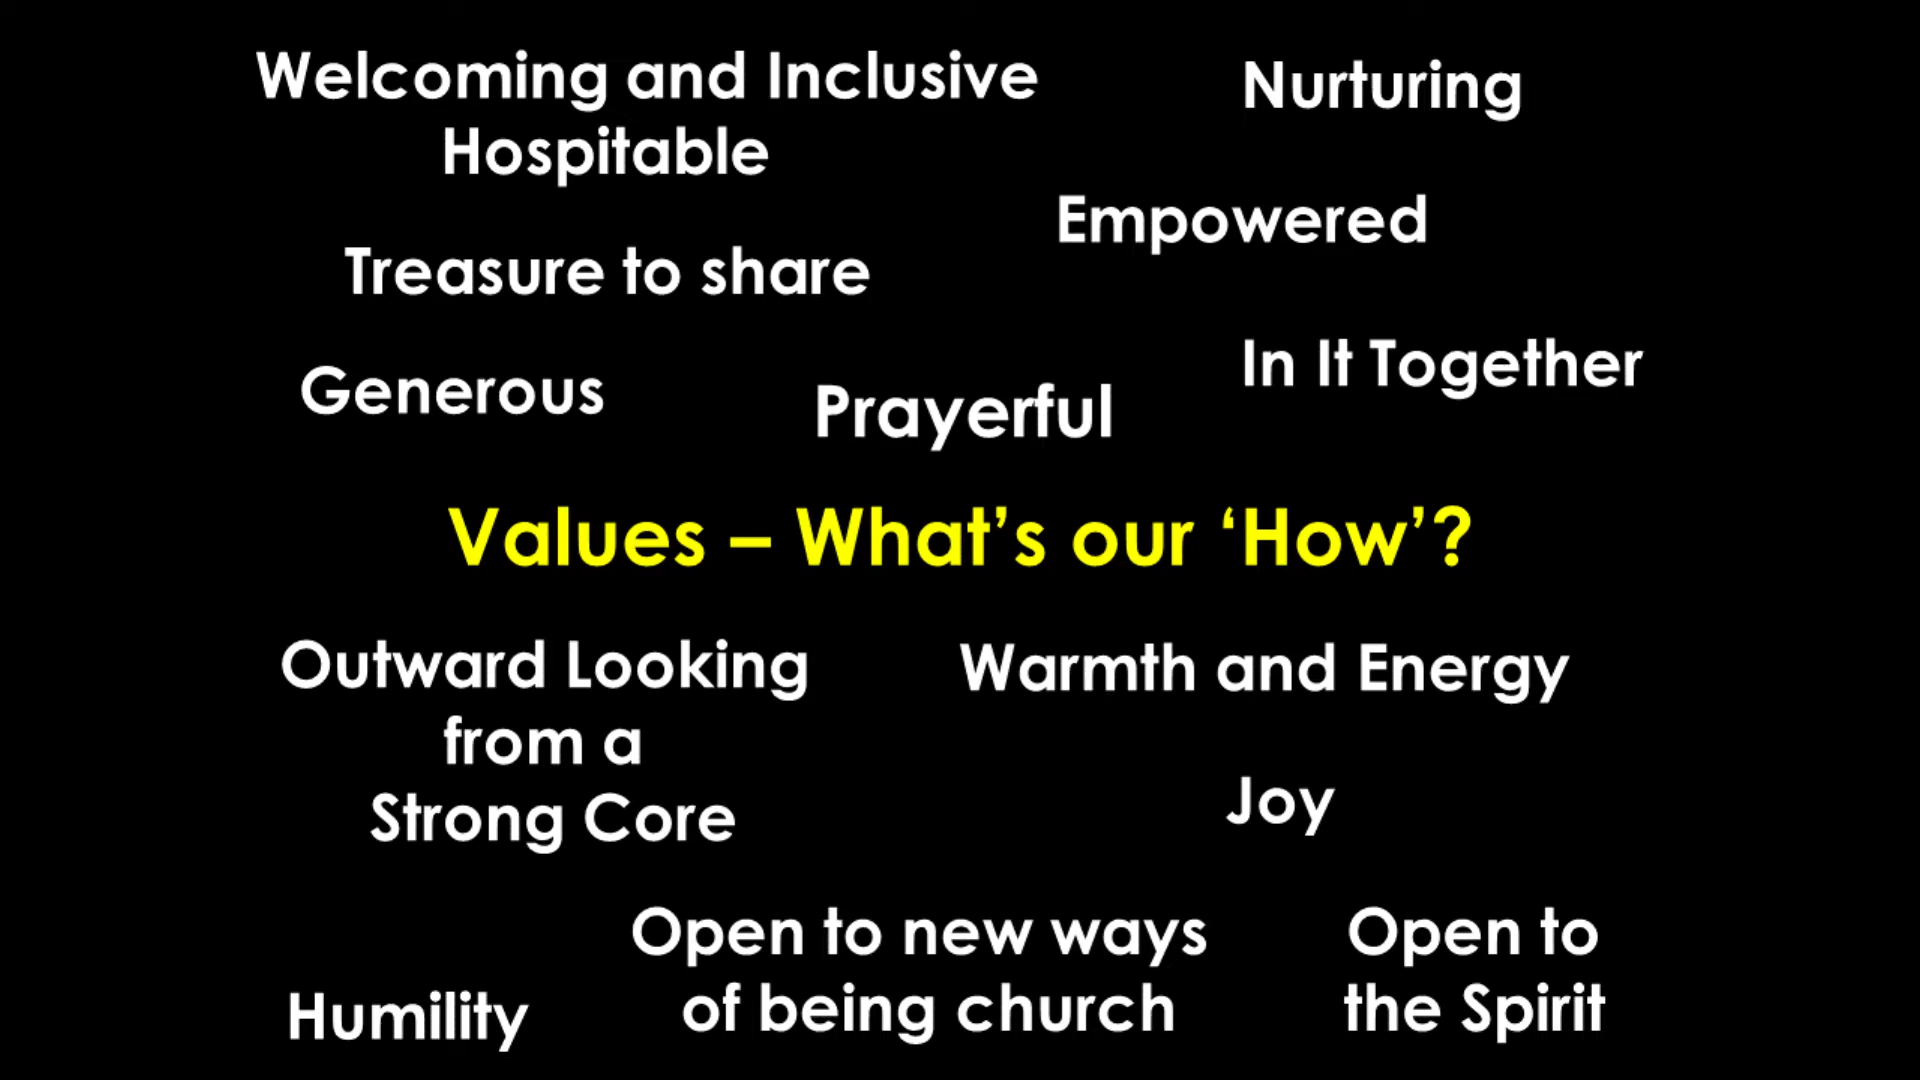 Welcoming and Inclusive
Hospitable
Nurturing
Empowered
Treasure to share
In It Together
Generous
Prayerful
Values – What’s our ‘How’?
Outward Looking
from a
Strong Core
Warmth and Energy
Joy
Open to new ways
of being church
Open to
the Spirit
Humility